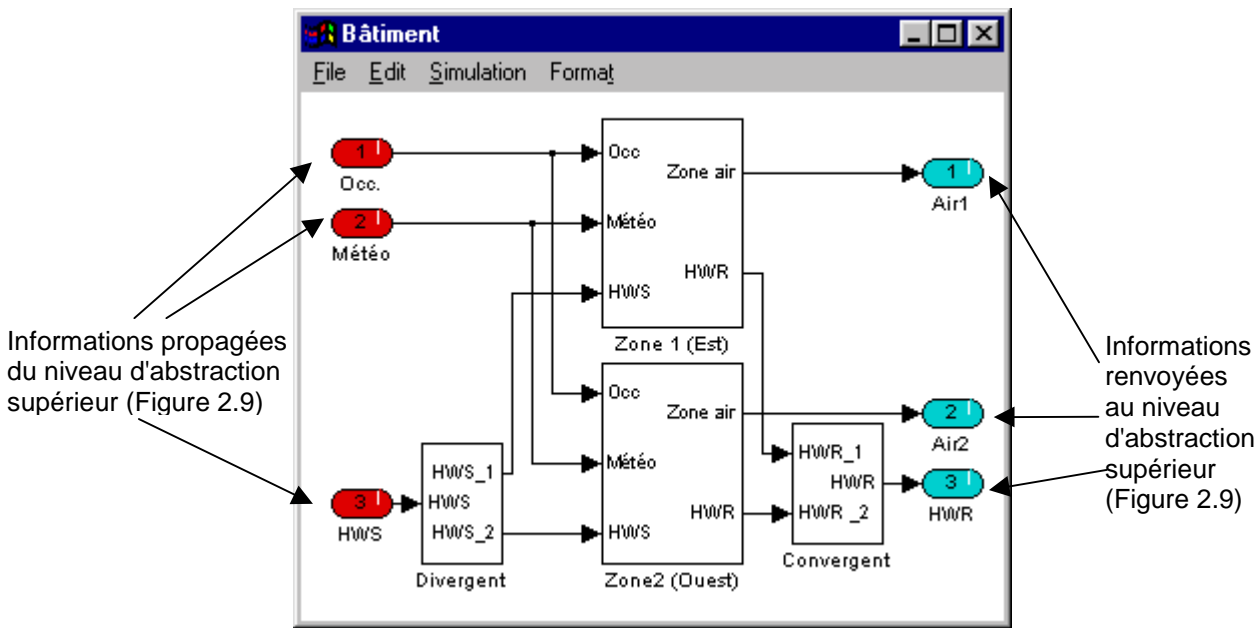 Bâtiment
File Edit Simulation Format
1
Occ.
2
Météo
3
HWS
Informations propagées
du niveau d'abstraction
supérieur (Figure 2.9)
HWS_1
HWS
HWS_2
Divergent
Occ
Zone air
Météo
HWR
HWS
Zone 1 (Est)
Occ
Zone air
Météo
HWR
HWS
Zone2 (Ouest)
HWR_1
HWR
HWR _2
Convergent
1
Air1
2
Air2
3
HWR
Informations
renvoyées
au niveau
d'abstraction
supérieur
(Figure 2.9)